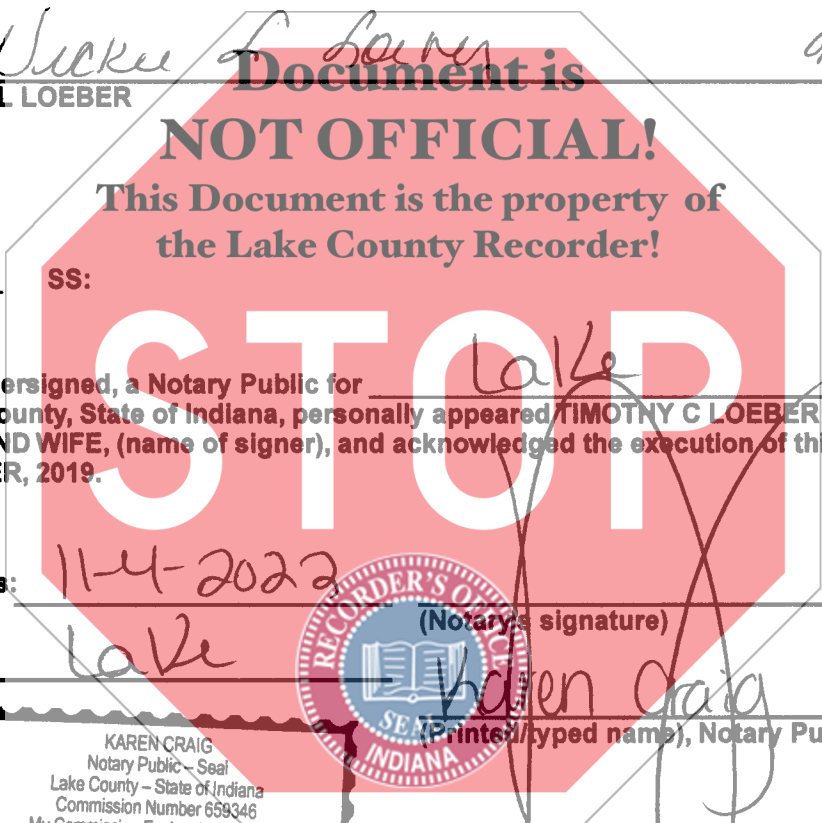 Vickie L Loeber
Document is
L LOEBER
NOT OFFICIAL!
This Document is the property of
the Lake County Recorder!
SS:
STOP
Lake
ersigned, a Notary Public for
ounty, State of Indiana, personally appeared TIMOTHY C LOEBER
ND WIFE, (name of signer), and acknowledged the execution of thi
ER, 2019.
s: 11-4-2022
(Notary's signature)
Lake
RECORDER'S OFFICE
SEAL
INDIANA
Karen Craig
(Printed/typed name), Notary Pu
KAREN CRAIG
Notary Public – Seal
Lake County – State of Indiana
Commission Number 659346